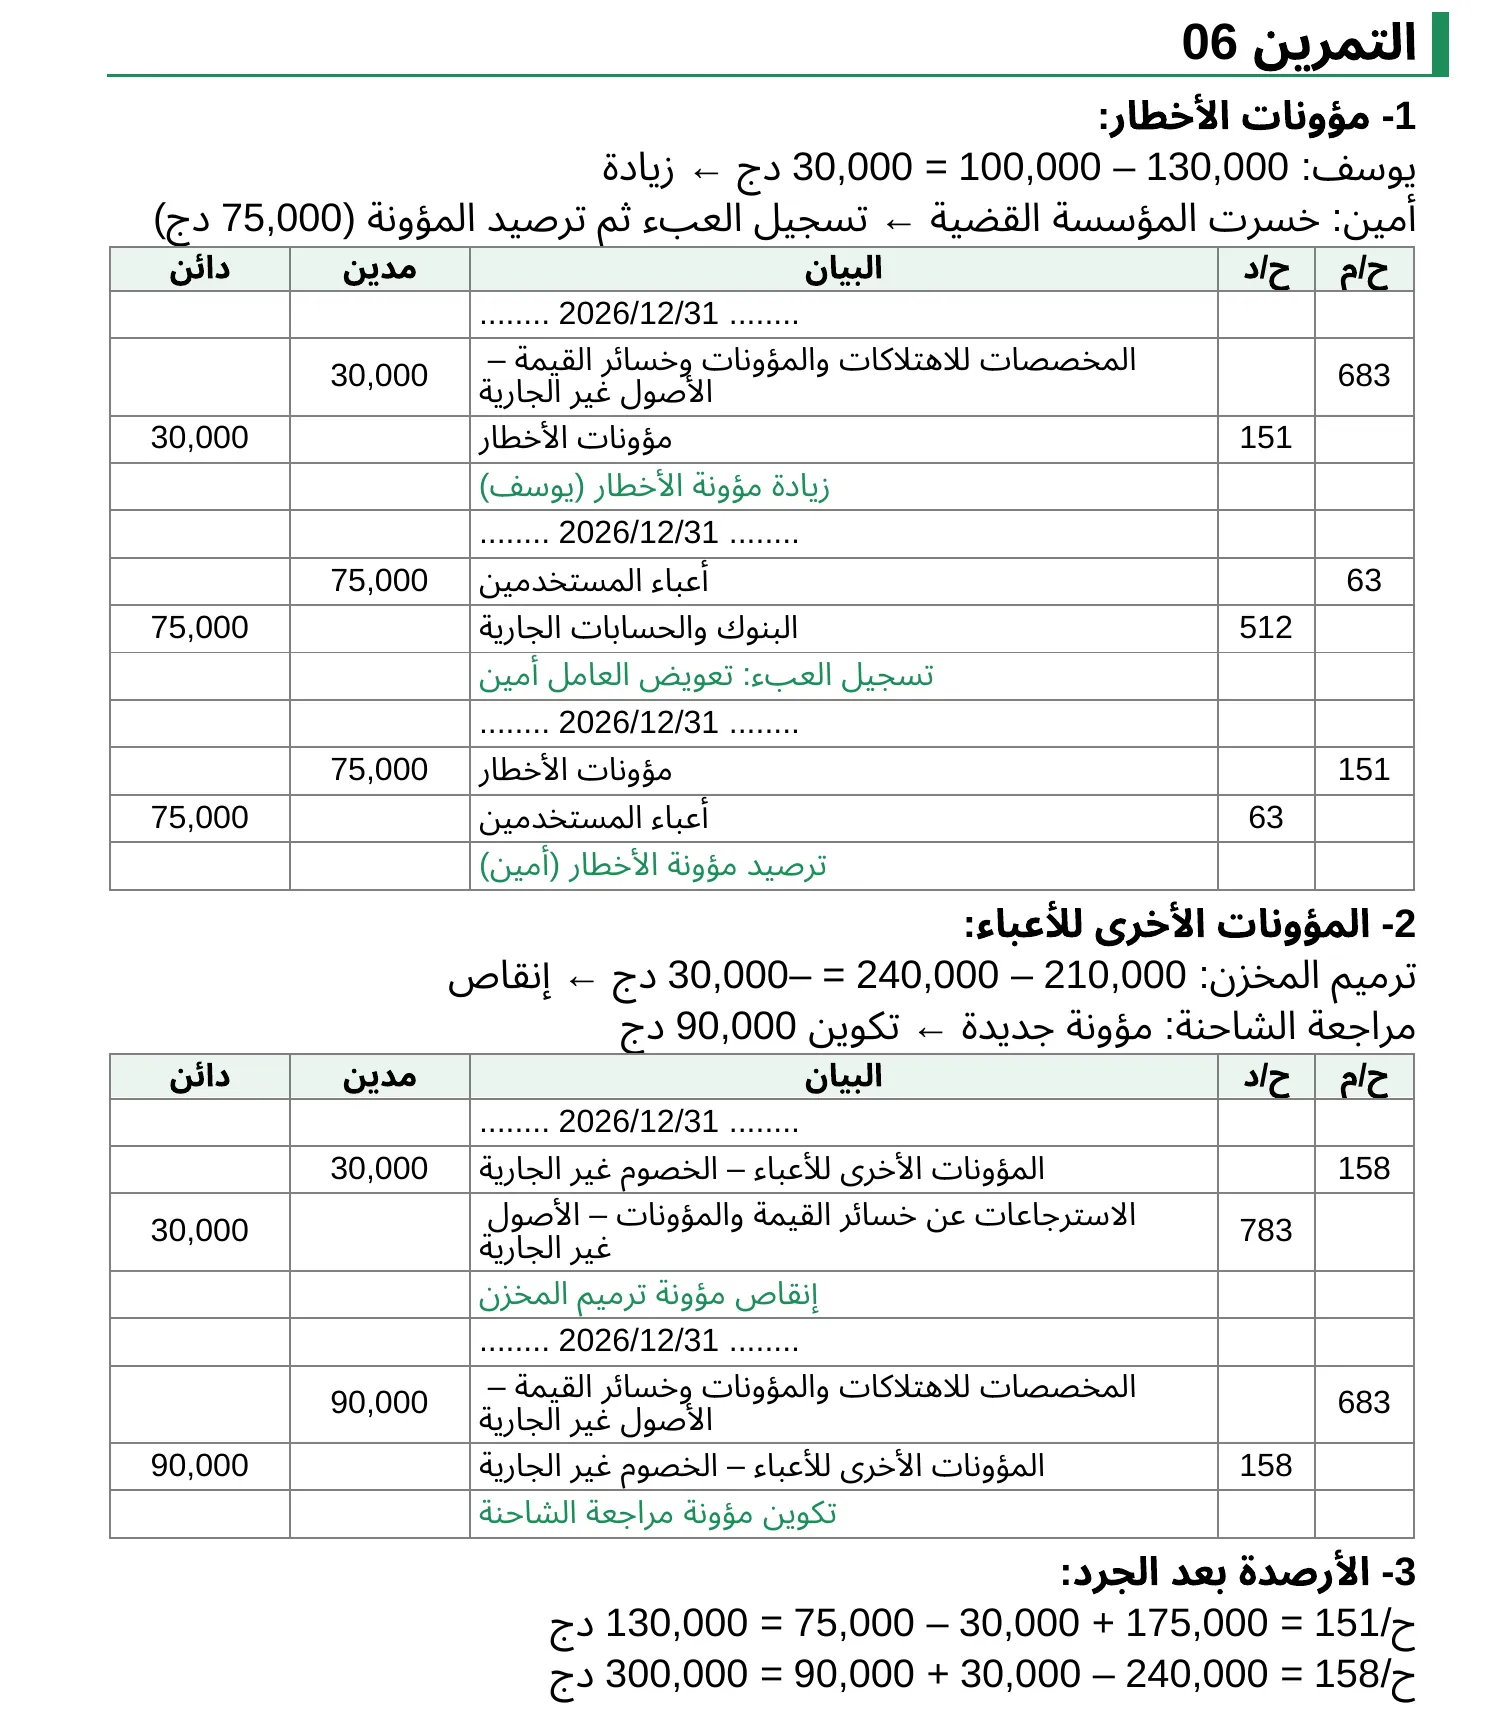 التمرين 06
1- مؤونات الأخطار:
يوسف: 130,000 – 100,000 = 30,000 دج ← زيادة
أمين: خسرت المؤسسة القضية ← تسجيل العبء ثم ترصيد المؤونة (75,000 دج)
ح/م ح/د البيان مدين دائن
........ 2026/12/31 ........
683 المخصصات للاهتلاكات والمؤونات وخسائر القيمة – 30,000
الأصول غير الجارية
151 مؤونات الأخطار 30,000
زيادة مؤونة الأخطار (يوسف)
........ 2026/12/31 ........
63 أعباء المستخدمين 75,000
512 البنوك والحسابات الجارية 75,000
تسجيل العبء: تعويض العامل أمين
........ 2026/12/31 ........
151 مؤونات الأخطار 75,000
63 أعباء المستخدمين 75,000
ترصيد مؤونة الأخطار (أمين)
2- المؤونات الأخرى للأعباء:
ترميم المخزن: 210,000 – 240,000 = –30,000 دج ← إنقاص
مراجعة الشاحنة: مؤونة جديدة ← تكوين 90,000 دج
ح/م ح/د البيان مدين دائن
........ 2026/12/31 ........
158 المؤونات الأخرى للأعباء – الخصوم غير الجارية 30,000
783 الاسترجاعات عن خسائر القيمة والمؤونات – الأصول 30,000
غير الجارية
إنقاص مؤونة ترميم المخزن
........ 2026/12/31 ........
683 المخصصات للاهتلاكات والمؤونات وخسائر القيمة – 90,000
الأصول غير الجارية
158 المؤونات الأخرى للأعباء – الخصوم غير الجارية 90,000
تكوين مؤونة مراجعة الشاحنة
3- الأرصدة بعد الجرد:
ح/151 = 175,000 + 30,000 – 75,000 = 130,000 دج
ح/158 = 240,000 – 30,000 + 90,000 = 300,000 دج